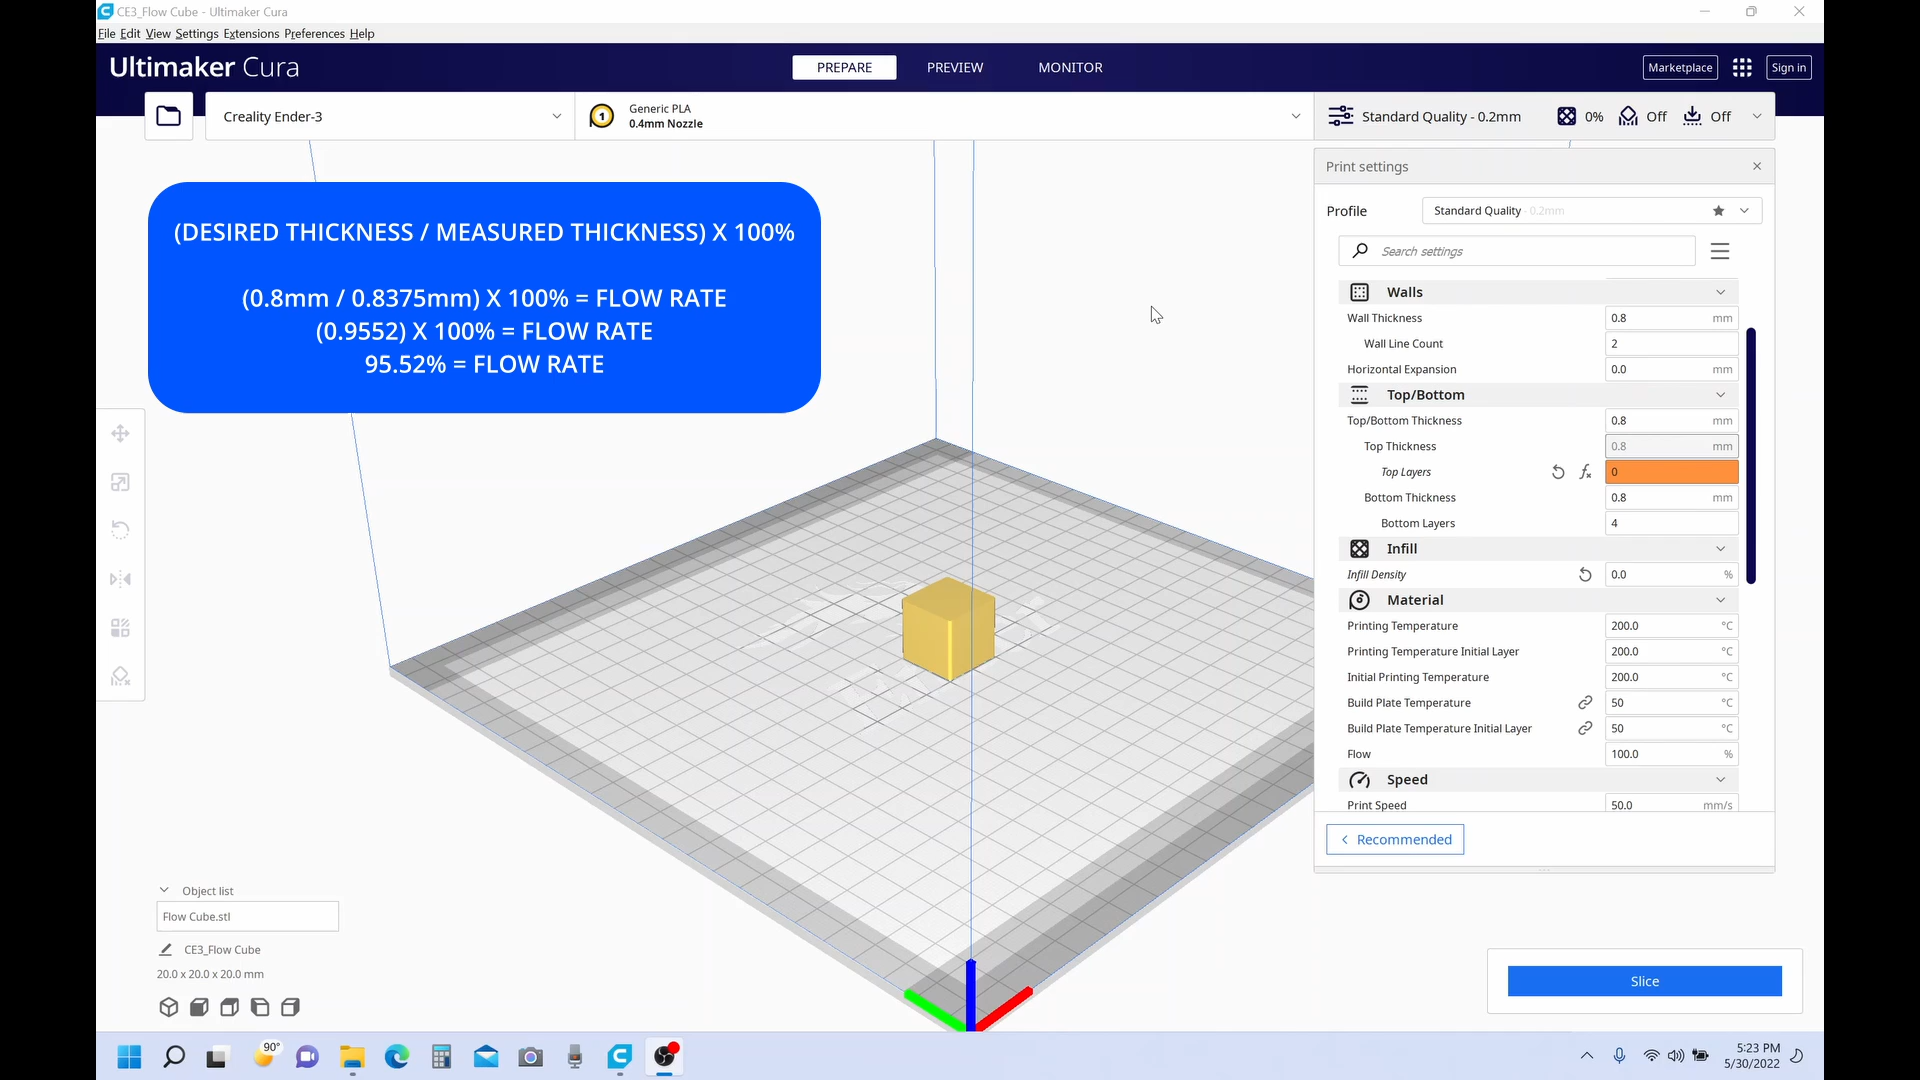 CE3_Flow Cube - Ultimaker Cura
File Edit View Settings Extensions Preferences Help
Ultimaker Cura
PREPARE
PREVIEW
MONITOR
Marketplace
Sign in
Creality Ender-3
1
Generic PLA
0.4mm Nozzle
Standard Quality - 0.2mm
0%
Off
Off
Print settings
Profile
Standard Quality - 0.2mm
Search settings
(DESIRED THICKNESS / MEASURED THICKNESS) X 100%
(0.8mm / 0.8375mm) X 100% = FLOW RATE
(0.9552) X 100% = FLOW RATE
95.52% = FLOW RATE
Walls
Wall Thickness 0.8 mm
Wall Line Count 2
Horizontal Expansion 0.0 mm
Top/Bottom
Top/Bottom Thickness 0.8 mm
Top Thickness 0.8 mm
Top Layers 0
Bottom Thickness 0.8 mm
Bottom Layers 4
Infill
Infill Density 0.0 %
Material
Printing Temperature 200.0 °C
Printing Temperature Initial Layer 200.0 °C
Initial Printing Temperature 200.0 °C
Build Plate Temperature 50 °C
Build Plate Temperature Initial Layer 50 °C
Flow 100.0 %
Speed
Print Speed 50.0 mm/s
Recommended
Object list
Flow Cube.stl
CE3_Flow Cube
20.0 x 20.0 x 20.0 mm
Slice
90°
5:23 PM
5/30/2022